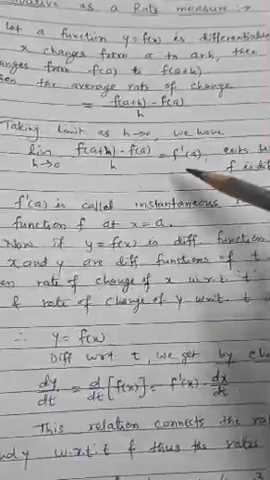 as a Rate measure :→
Let a function y=f(x) is differentiable
x changes from a to a+h, then
from f(a) to f(a+h)
the average rate of change
= f(a+h) - f(a) / h
Taking limit as h→0, we have
lim h→0 f(a+h) - f(a) / h = f'(a),
f'(a) is called instantaneous
function f at x=a.
Now if y=f(x) is diff function
x and y are diff functions of t
rate of change of x w.r.t 't'
& rate of change of y w.r.t
∴ y= f(x)
Diff w.r.t. t, we get by
dy/dt = d/dt [f(x)] = f'(x) · dx/dt
This relation connects the
w.r.t t & thus the rates